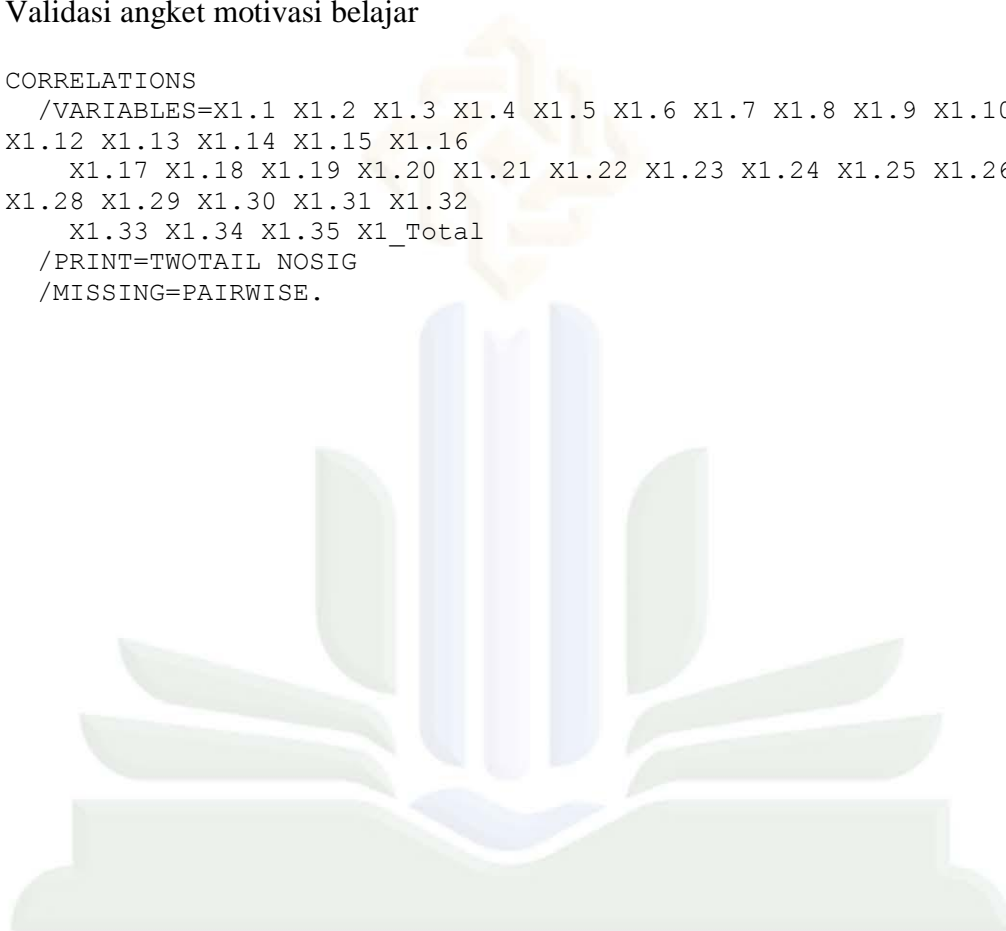 Validasi angket motivasi belajar
CORRELATIONS
/VARIABLES=X1.1 X1.2 X1.3 X1.4 X1.5 X1.6 X1.7 X1.8 X1.9 X1.10
X1.12 X1.13 X1.14 X1.15 X1.16
X1.17 X1.18 X1.19 X1.20 X1.21 X1.22 X1.23 X1.24 X1.25 X1.26
X1.28 X1.29 X1.30 X1.31 X1.32
X1.33 X1.34 X1.35 X1_Total
/PRINT=TWOTAIL NOSIG
/MISSING=PAIRWISE.